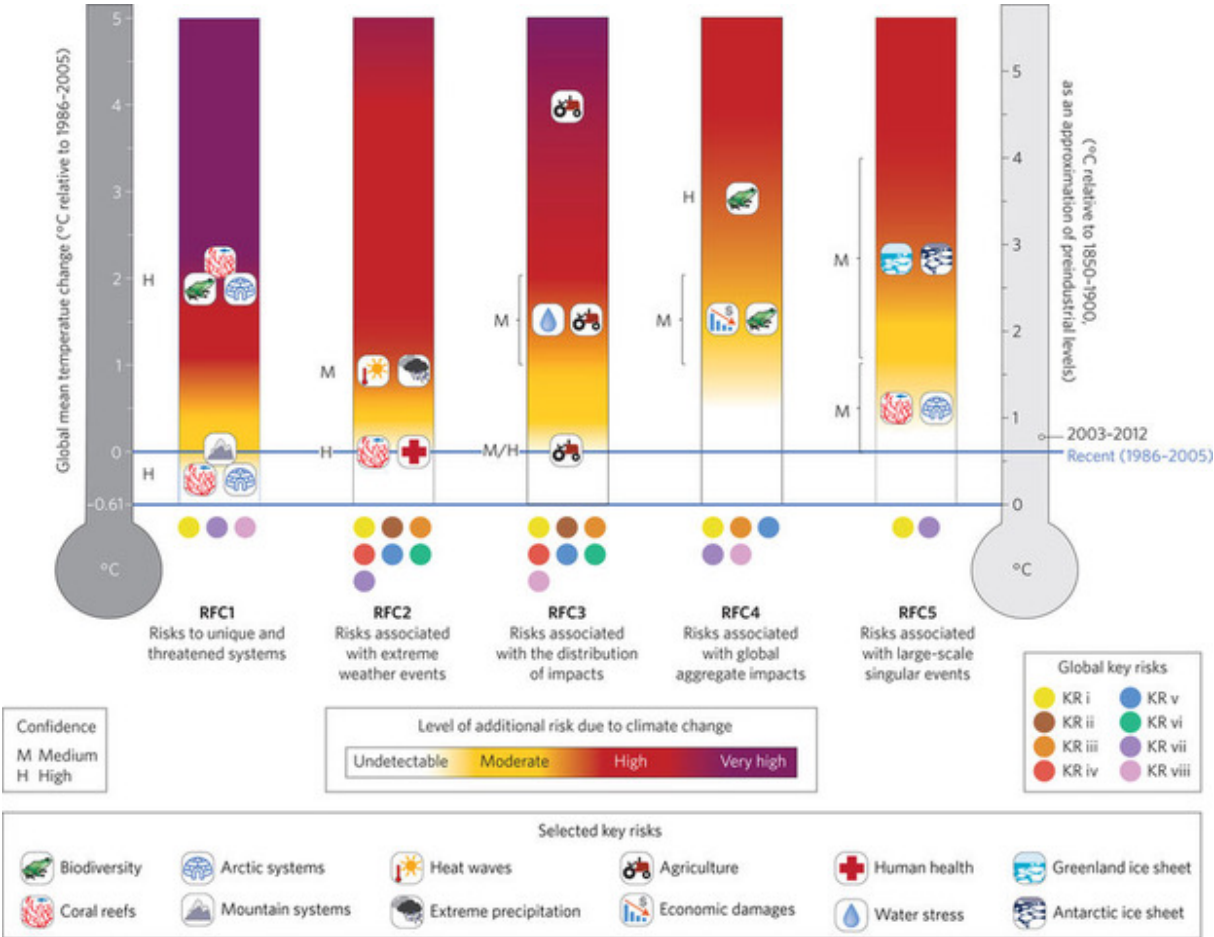 Global mean temperatue change (°C relative to 1986–2005)
5
4
3
2
1
0
–0.61
°C
H
H
M
H
M
M/H
H
M
M
M
5
4
3
2
1
0
°C
(°C relative to 1850–1900,
as an approximation of preindustrial levels)
2003–2012
Recent (1986–2005)
RFC1
Risks to unique and
threatened systems
RFC2
Risks associated
with extreme
weather events
RFC3
Risks associated
with the distribution
of impacts
RFC4
Risks associated
with global
aggregate impacts
RFC5
Risks associated
with large-scale
singular events
Global key risks
KR i
KR v
KR ii
KR vi
KR iii
KR vii
KR iv
KR viii
Confidence
M Medium
H High
Level of additional risk due to climate change
Undetectable
Moderate
High
Very high
Selected key risks
Biodiversity
Arctic systems
Heat waves
Agriculture
Human health
Greenland ice sheet
Coral reefs
Mountain systems
Extreme precipitation
$
Economic damages
Water stress
Antarctic ice sheet